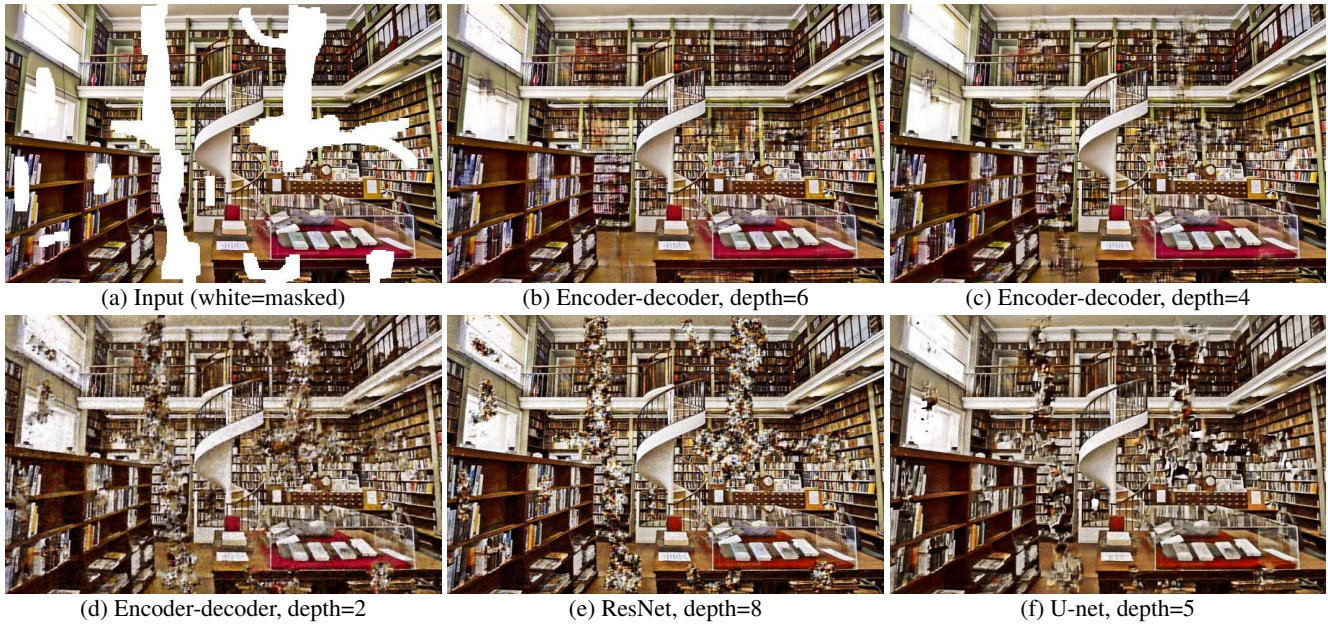 (a) Input (white=masked)
(b) Encoder-decoder, depth=6
(c) Encoder-decoder, depth=4
(d) Encoder-decoder, depth=2
(e) ResNet, depth=8
(f) U-net, depth=5